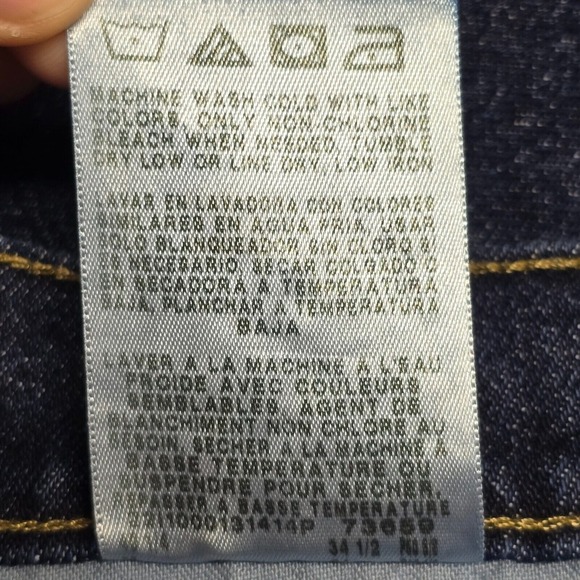 MACHINE WASH COLD WITH LIKE
COLORS, ONLY NON CHLORINE
BLEACH WHEN NEEDED, TUMBLE
DRY LOW OR LINE DRY, LOW IRON
LAVAR EN LAVADORA CON COLORES
SIMILARES EN AGUA FRIA, USAR
SOLO BLANQUEADOR SIN CLORO SI
ES NECESARIO, SECAR COLGADO O
EN SECADORA A TEMPERATURA
BAJA, PLANCHAR A TEMPERATURA
BAJA
LAVER A LA MACHINE A L'EAU
FROIDE AVEC COULEURS
SEMBLABLES. AGENT DE
BLANCHIMENT NON CHLORE AU
BESOIN, SECHER A LA MACHINE A
BASSE TEMPERATURE OU
SUSPENDRE POUR SECHER,
REPASSER A BASSE TEMPERATURE
73659
34 1/2